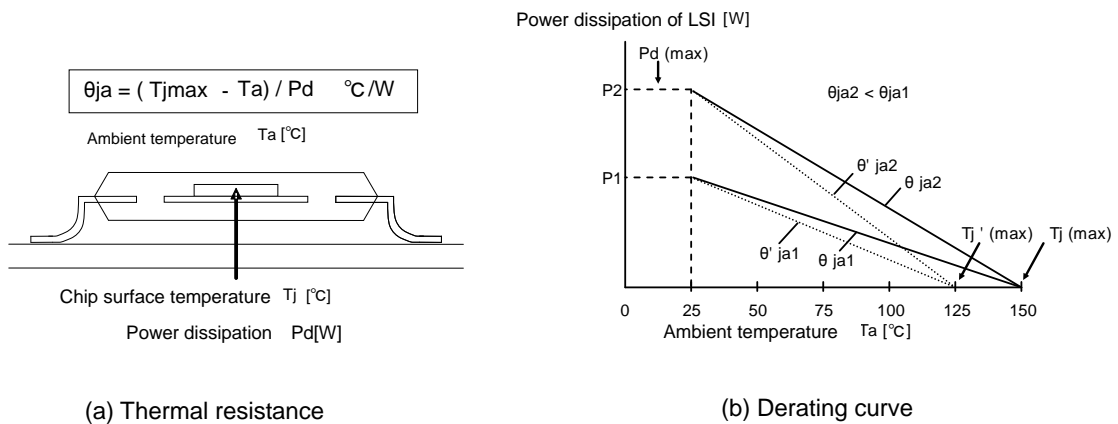 θja = ( Tjmax - Ta) / Pd °C/W
Ambient temperature Ta [°C]
Chip surface temperature Tj [°C]
Power dissipation Pd[W]
(a) Thermal resistance
Power dissipation of LSI [W]
Pd (max)
P2
θja2 < θja1
θ' ja2
θ ja2
P1
Tj ' (max)
Tj (max)
θ' ja1
θ ja1
0 25 50 75 100 125 150
Ambient temperature Ta [°C]
(b) Derating curve